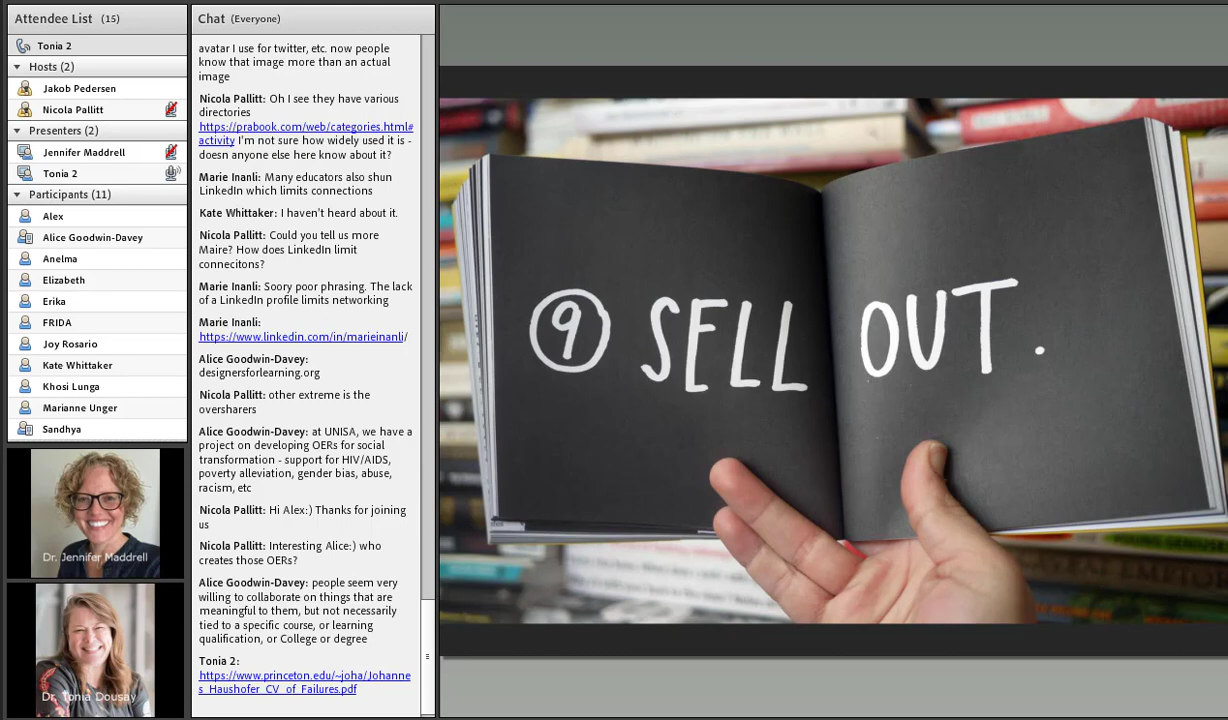 Attendee List (15)
Tonia 2
Hosts (2)
Jakob Pedersen
Nicola Pallitt
Presenters (2)
Jennifer Maddrell
Tonia 2
Participants (11)
Alex
Alice Goodwin-Davey
Anelma
Elizabeth
Erika
FRIDA
Joy Rosario
Kate Whittaker
Khosi Lunga
Marianne Unger
Sandhya
Dr. Jennifer Maddrell
Dr. Tonia Dousay
Chat (Everyone)
avatar I use for twitter, etc. now people
know that image more than an actual
image
Nicola Pallitt: Oh I see they have various
directories
https://prabook.com/web/categories.html#
activity I'm not sure how widely used it is -
doesn anyone else here know about it?
Marie Inanli: Many educators also shun
LinkedIn which limits connections
Kate Whittaker: I haven't heard about it.
Nicola Pallitt: Could you tell us more
Maire? How does LinkedIn limit
connecitons?
Marie Inanli: Soory poor phrasing. The lack
of a LinkedIn profile limits networking
Marie Inanli:
https://www.linkedin.com/in/marieinanli/
Alice Goodwin-Davey:
designersforlearning.org
Nicola Pallitt: other extreme is the
oversharers
Alice Goodwin-Davey: at UNISA, we have a
project on developing OERs for social
transformation - support for HIV/AIDS,
poverty alleviation, gender bias, abuse,
racism, etc
Nicola Pallitt: Hi Alex:) Thanks for joining
us
Nicola Pallitt: Interesting Alice:) who
creates those OERs?
Alice Goodwin-Davey: people seem very
willing to collaborate on things that are
meaningful to them, but not necessarily
tied to a specific course, or learning
qualification, or College or degree
Tonia 2:
https://www.princeton.edu/~joha/Johanne
s_Haushofer_CV_of_Failures.pdf
9 SELL OUT.